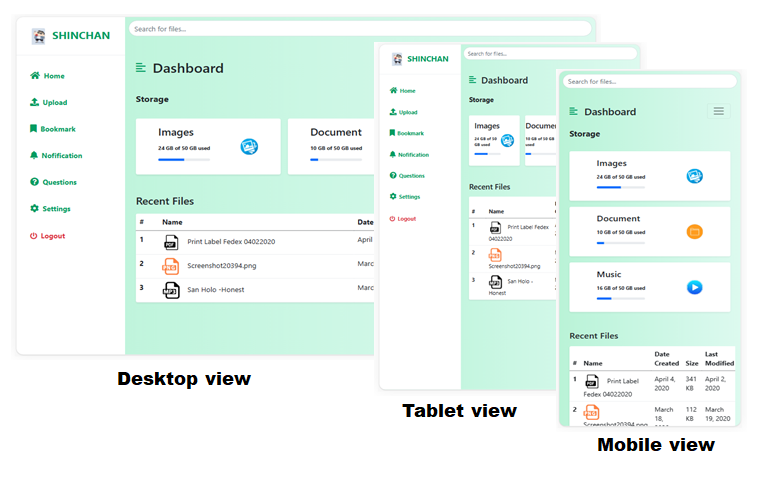 SHINCHAN
Home
Upload
Bookmark
Nofification
Questions
Settings
Logout
Search for files...
Dashboard
Storage
Images
24 GB of 50 GB used
Document
10 GB of 50 GB used
Recent Files
# Name Date
1 Print Label Fedex 04022020 April
2 Screenshot20394.png Marc
3 San Holo -Honest Marc
Desktop view
SHINCHAN
Home
Upload
Bookmark
Nofification
Questions
Settings
Logout
Search for files...
Dashboard
Storage
Images
24 GB of 50 GB
used
Document
10 GB of 50 GB
used
Recent Files
# Name
1 Print Label Fedex
04022020
2
Screenshot20394.png
3 San Holo -
Honest
Tablet view
Search for files...
Dashboard
Storage
Images
24 GB of 50 GB used
Document
10 GB of 50 GB used
Music
16 GB of 50 GB used
Recent Files
Date Last
# Name Created Size Modified
1 Print Label April 4, 341 April 2,
Fedex 04022020 2020 KB 2020
2 March 112 March
Screenshot20394.png 18, KB 19, 2020
Mobile view